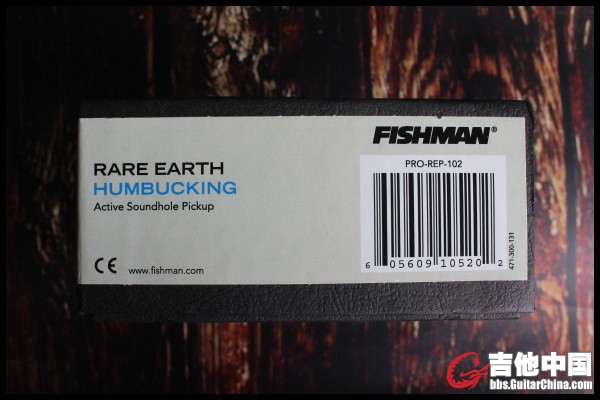 FISHMAN®
RARE EARTH
HUMBUCKING
Active Soundhole Pickup
PRO-REP-102
6 05609 10520 2
471-300-131
CE www.fishman.com
吉他中国
bbs.GuitarChina.com